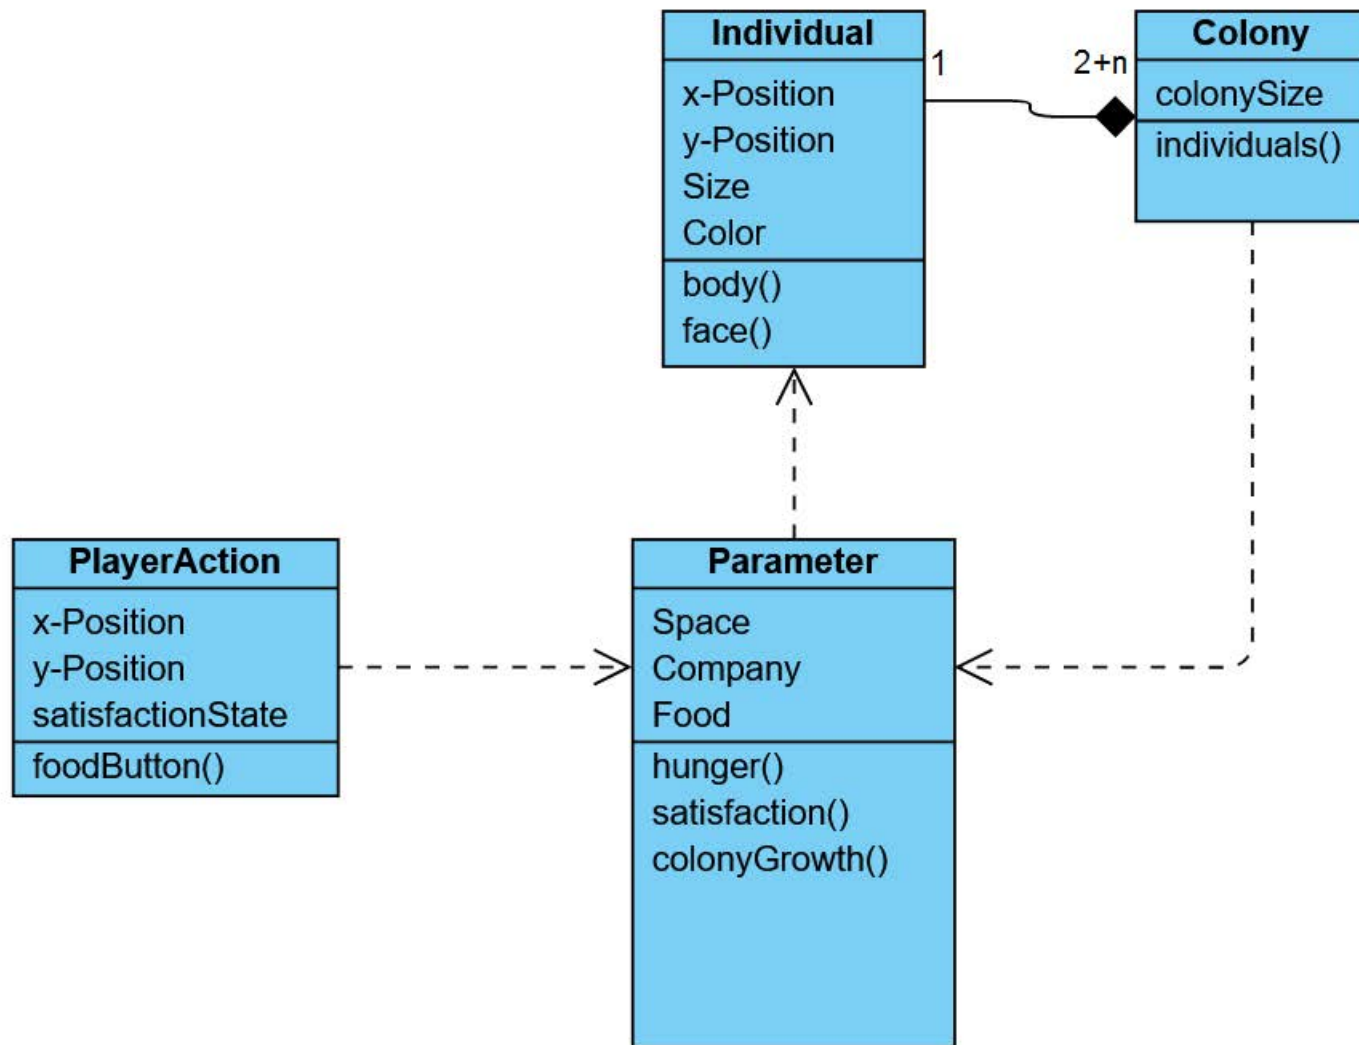 Individual
x-Position
y-Position
Size
Color
body()
face()
1
2+n
Colony
colonySize
individuals()
PlayerAction
x-Position
y-Position
satisfactionState
foodButton()
Parameter
Space
Company
Food
hunger()
satisfaction()
colonyGrowth()